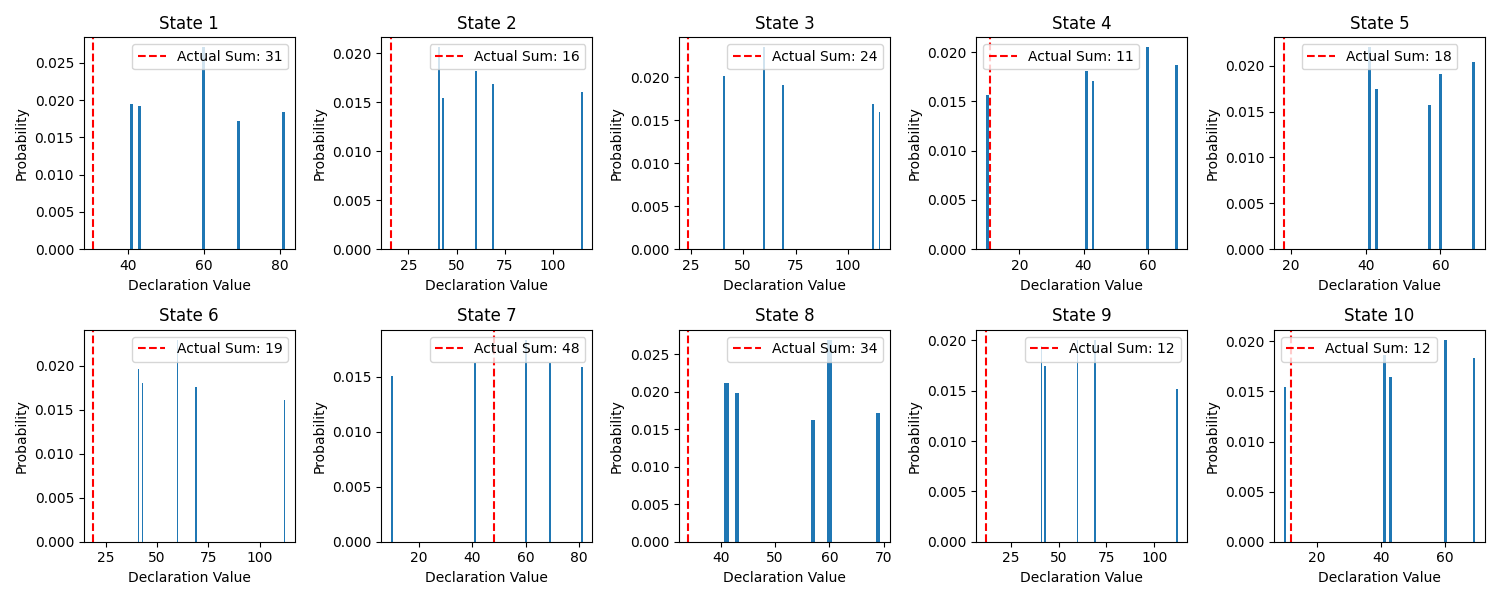 State 1
State 2
State 3
State 4
State 5
Actual Sum: 31
Actual Sum: 16
Actual Sum: 24
Actual Sum: 11
Actual Sum: 18
Probability
0.025
0.020
0.015
0.010
0.005
0.000
40
60
80
Declaration Value
Probability
0.020
0.015
0.010
0.005
0.000
25
50
75
100
Declaration Value
Probability
0.020
0.015
0.010
0.005
0.000
25
50
75
100
Declaration Value
Probability
0.020
0.015
0.010
0.005
0.000
20
40
60
Declaration Value
Probability
0.020
0.015
0.010
0.005
0.000
20
40
60
Declaration Value
State 6
State 7
State 8
State 9
State 10
Actual Sum: 19
Actual Sum: 48
Actual Sum: 34
Actual Sum: 12
Actual Sum: 12
Probability
0.020
0.015
0.010
0.005
0.000
25
50
75
100
Declaration Value
Probability
0.015
0.010
0.005
0.000
20
40
60
80
Declaration Value
Probability
0.025
0.020
0.015
0.010
0.005
0.000
40
50
60
70
Declaration Value
Probability
0.020
0.015
0.010
0.005
0.000
25
50
75
100
Declaration Value
Probability
0.020
0.015
0.010
0.005
0.000
20
40
60
Declaration Value